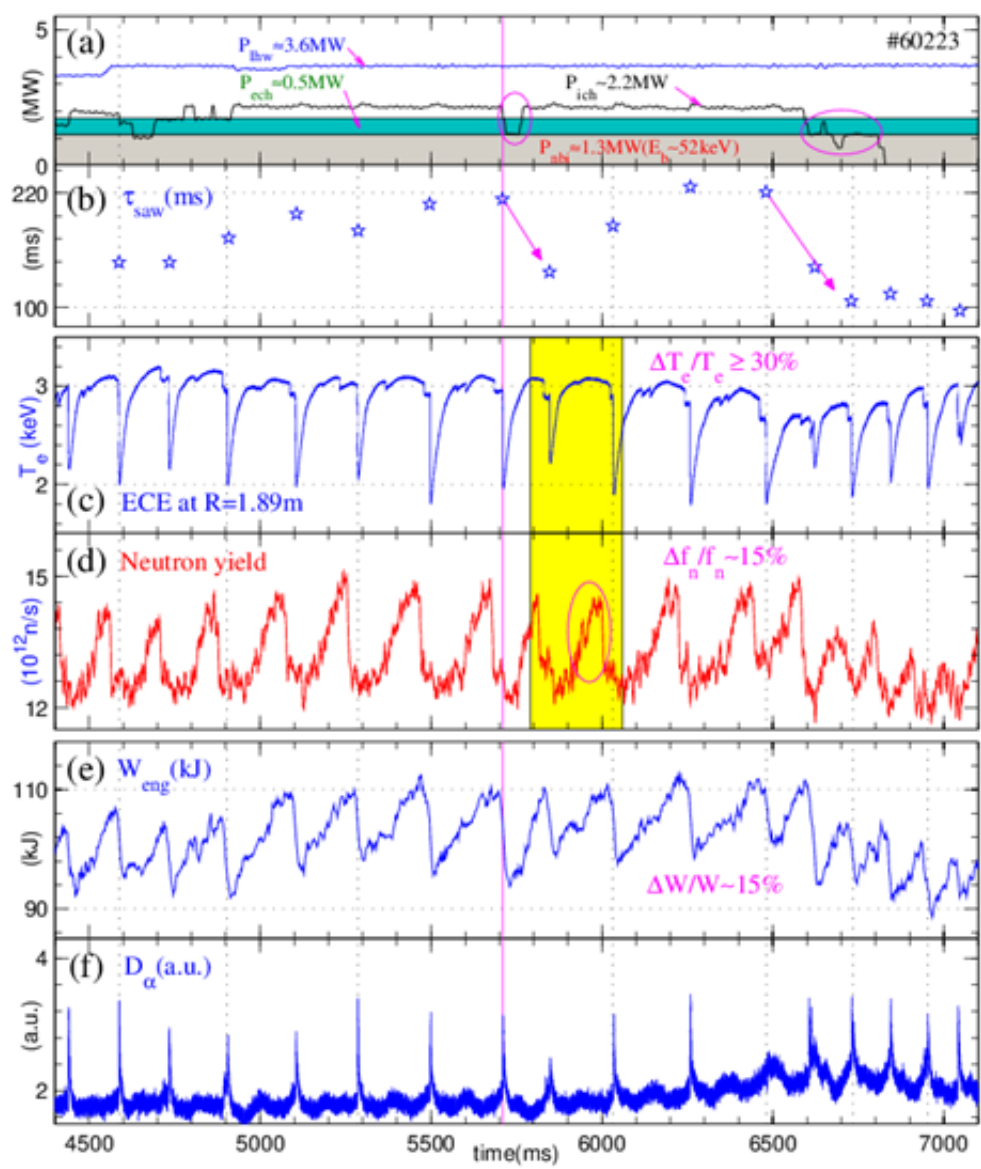 5
(a)
P_lhw≈3.6MW
#60223
P_ech≈0.5MW
P_ich~2.2MW
(MW)
P_nbi≈1.3MW(E_b~52keV)
0
(b)
τ_saw(ms)
220
(ms)
100
3
ΔT_e/T_e ≥ 30%
T_e (keV)
2
(c)
ECE at R=1.89m
(d)
Neutron yield
Δf_n/f_n~15%
15
(10^12n/s)
12
(e)
W_eng(kJ)
110
(kJ)
ΔW/W~15%
90
4
(f)
D_α(a.u.)
(a.u.)
2
4500 5000 5500 6000 6500 7000
time(ms)